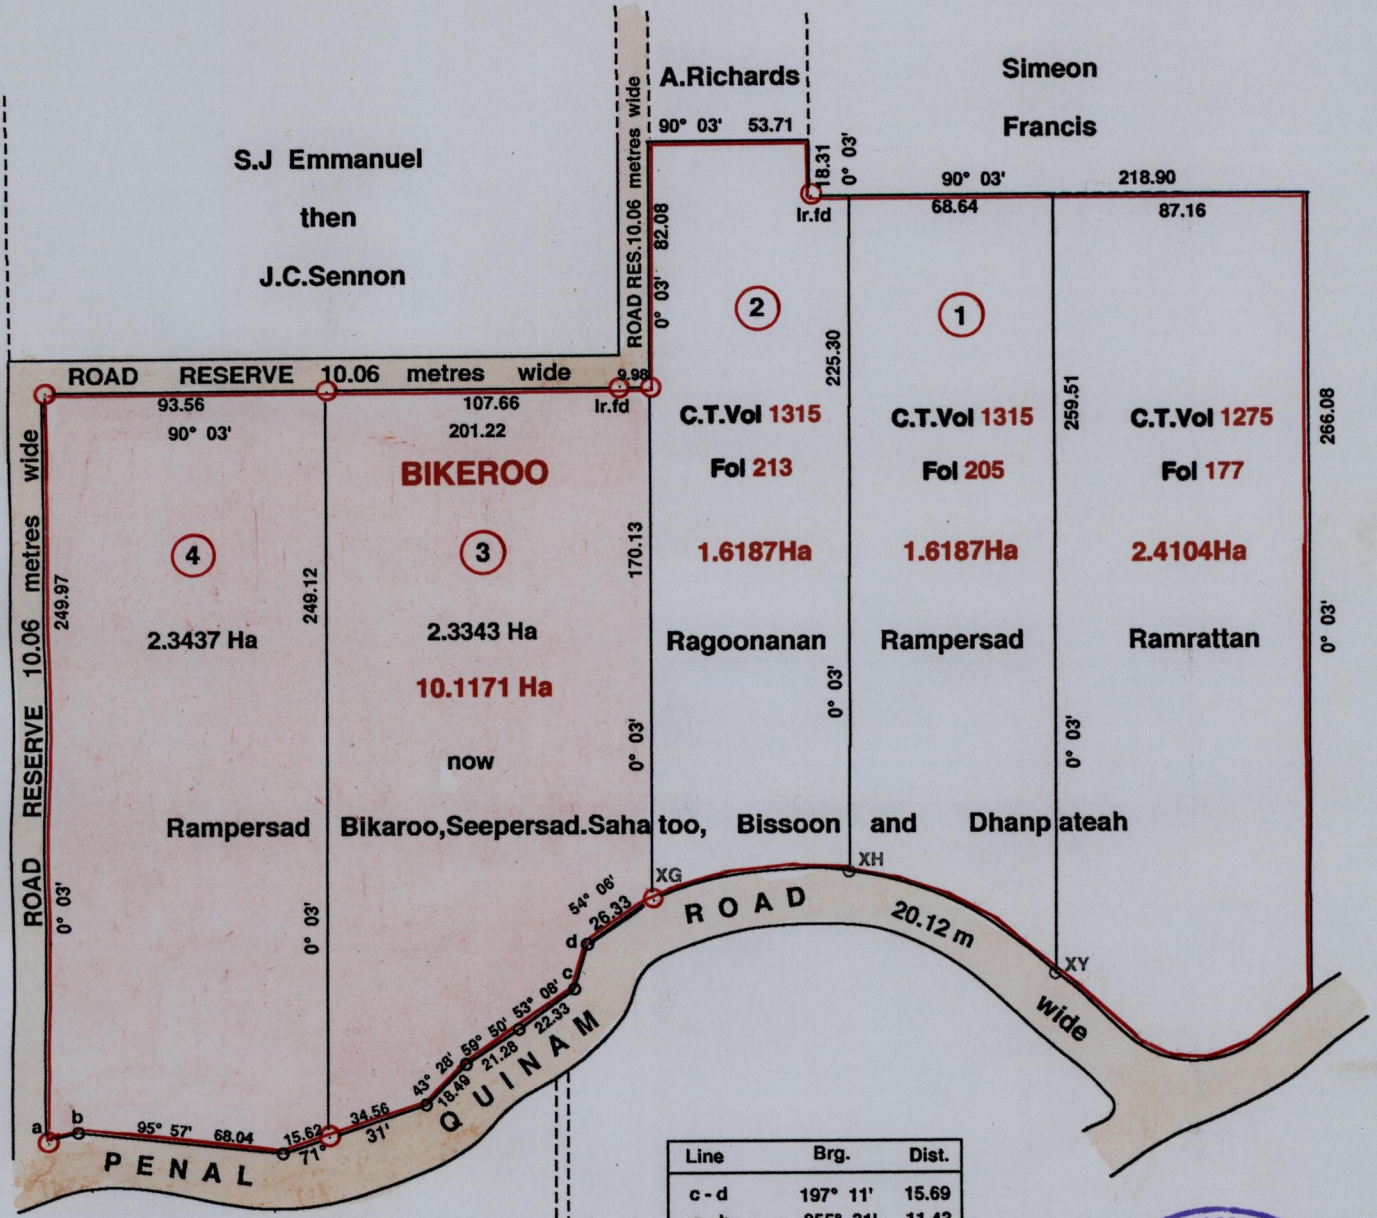 A.Richards
Simeon
Francis
S.J Emmanuel
then
J.C.Sennon
ROAD RES.10.06 metres wide
90° 03' 53.71
18.31
0° 03'
90° 03' 218.90
68.64
87.16
Ir.fd
82.08
0° 03'
2
1
225.30
259.51
266.08
ROAD RESERVE 10.06 metres wide
9.98
93.56
107.66
Ir.fd
90° 03'
201.22
BIKEROO
C.T.Vol 1315
Fol 213
C.T.Vol 1315
Fol 205
C.T.Vol 1275
Fol 177
ROAD RESERVE 10.06 metres wide
249.97
4
249.12
3
170.13
1.6187Ha
1.6187Ha
2.4104Ha
2.3437 Ha
2.3343 Ha
10.1171 Ha
Ragoonanan
Rampersad
Ramrattan
0° 03'
0° 03'
0° 03'
0° 03'
now
Rampersad Bikaroo,Seepersad.Sahatoo, Bissoon and Dhanpateah
0° 03'
0° 03'
XG
XH
XY
54° 06'
26.33
d
c
53° 08'
22.33
59° 50'
21.28
43° 28'
18.49
34.56
31'
15.62
71°
95° 57' 68.04
a
b
PENAL
QUINAM
ROAD
20.12 m
wide
Line Brg. Dist.
c - d 197° 11' 15.69